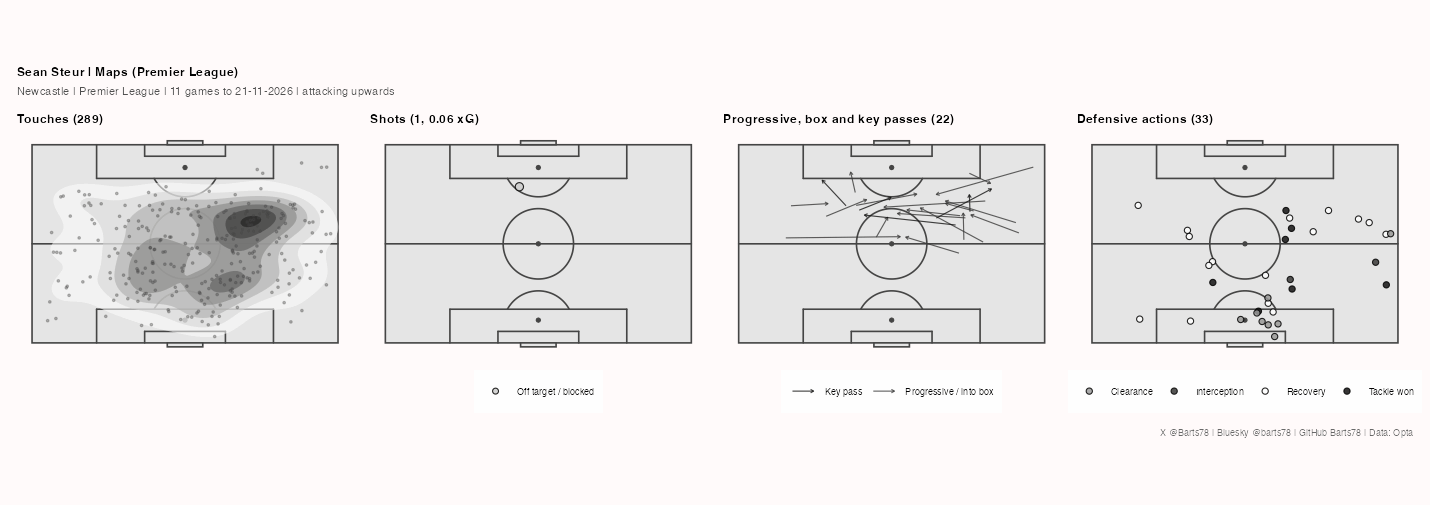 Sean Steur | Maps (Premier League)
Newcastle | Premier League | 11 games to 21-11-2026 | attacking upwards
Touches (289)
Shots (1, 0.06 xG)
Progressive, box and key passes (22)
Defensive actions (33)
Off target / blocked
Key pass
Progressive / into box
Clearance
Interception
Recovery
Tackle won
X @Barts78 | Bluesky @barts78 | GitHub Barts78 | Data: Opta